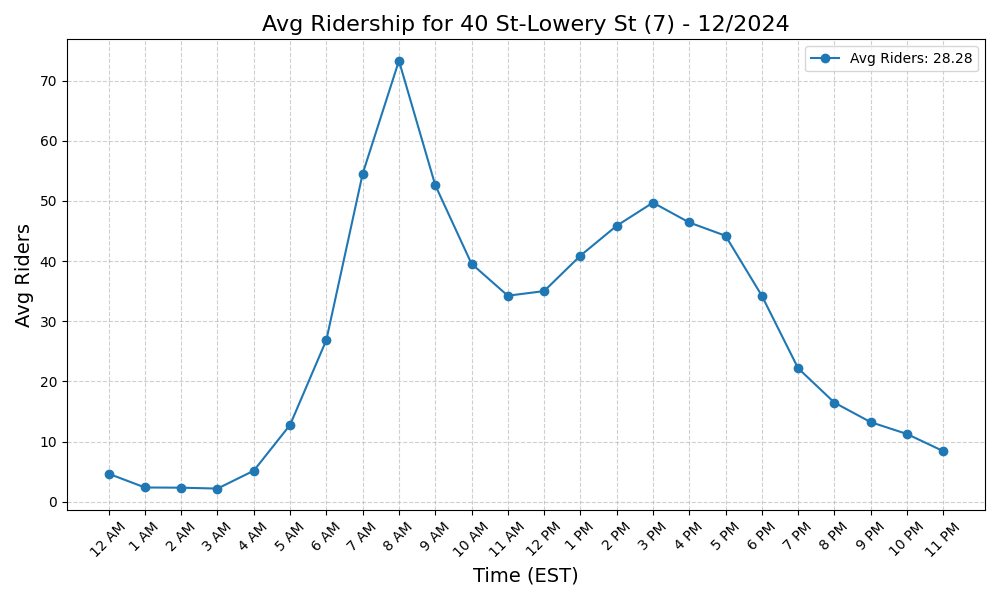 Avg Ridership for 40 St-Lowery St (7) - 12/2024
Avg Riders: 28.28
Avg Riders
70
60
50
40
30
20
10
0
12 AM
1 AM
2 AM
3 AM
4 AM
5 AM
6 AM
7 AM
8 AM
9 AM
10 AM
11 AM
12 PM
1 PM
2 PM
3 PM
4 PM
5 PM
6 PM
7 PM
8 PM
9 PM
10 PM
11 PM
Time (EST)